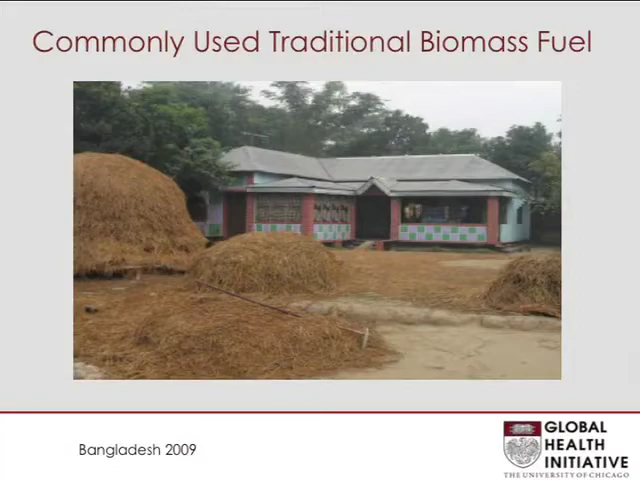 Commonly Used Traditional Biomass Fuel
Bangladesh 2009
GLOBAL
HEALTH
INITIATIVE
THE UNIVERSITY OF CHICAGO